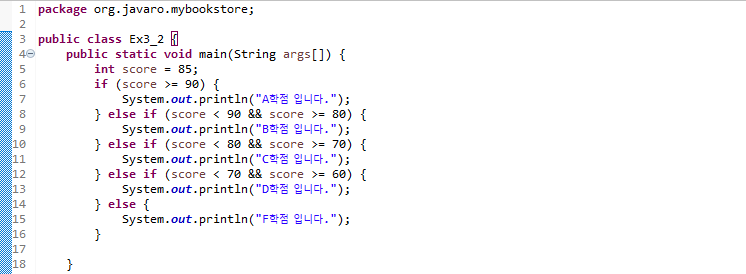 1 package org.javaro.mybookstore;
2
3 public class Ex3_2 {
4 public static void main(String args[]) {
5 int score = 85;
6 if (score >= 90) {
7 System.out.println("A학점 입니다.");
8 } else if (score < 90 && score >= 80) {
9 System.out.println("B학점 입니다.");
10 } else if (score < 80 && score >= 70) {
11 System.out.println("C학점 입니다.");
12 } else if (score < 70 && score >= 60) {
13 System.out.println("D학점 입니다.");
14 } else {
15 System.out.println("F학점 입니다.");
16 }
17
18 }